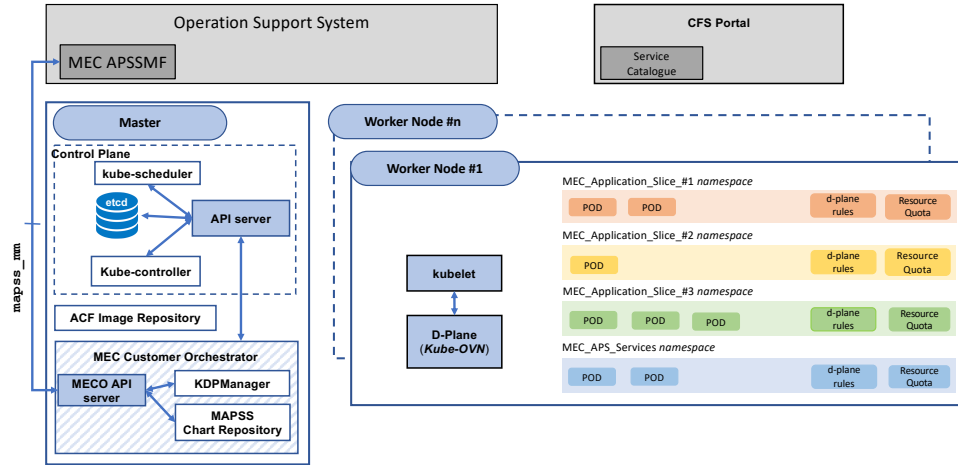 Operation Support System
MEC APSSMF
CFS Portal
Service
Catalogue
Master
Control Plane
kube-scheduler
etcd
API server
Kube-controller
ACF Image Repository
MEC Customer Orchestrator
MECO API
server
KDPManager
MAPSS
Chart Repository
mapss_mm
Worker Node #n
Worker Node #1
kubelet
D-Plane
(Kube-OVN)
MEC_Application_Slice_#1 namespace
POD POD d-plane rules Resource Quota
MEC_Application_Slice_#2 namespace
POD d-plane rules Resource Quota
MEC_Application_Slice_#3 namespace
POD POD POD d-plane rules Resource Quota
MEC_APS_Services namespace
POD POD d-plane rules Resource Quota